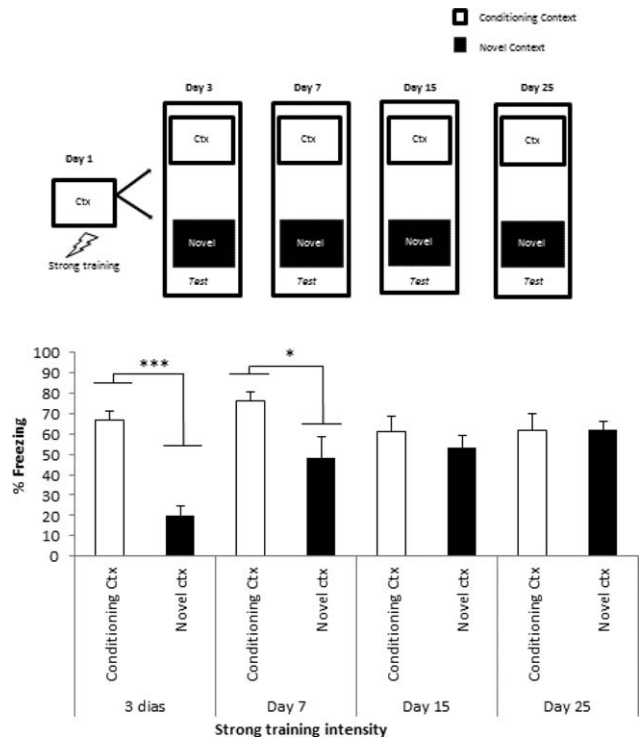 Conditioning Context
Novel Context
Day 3
Day 7
Day 15
Day 25
Day 1
Ctx
Strong training
Ctx
Ctx
Ctx
Ctx
Novel
Novel
Novel
Novel
Test
Test
Test
Test
% Freezing
100
90
80
70
60
50
40
30
20
10
0
***
*
Conditioning Ctx
Novel ctx
Conditioning Ctx
Novel ctx
Conditioning Ctx
Novel ctx
Conditioning Ctx
Novel ctx
3 dias
Day 7
Day 15
Day 25
Strong training intensity